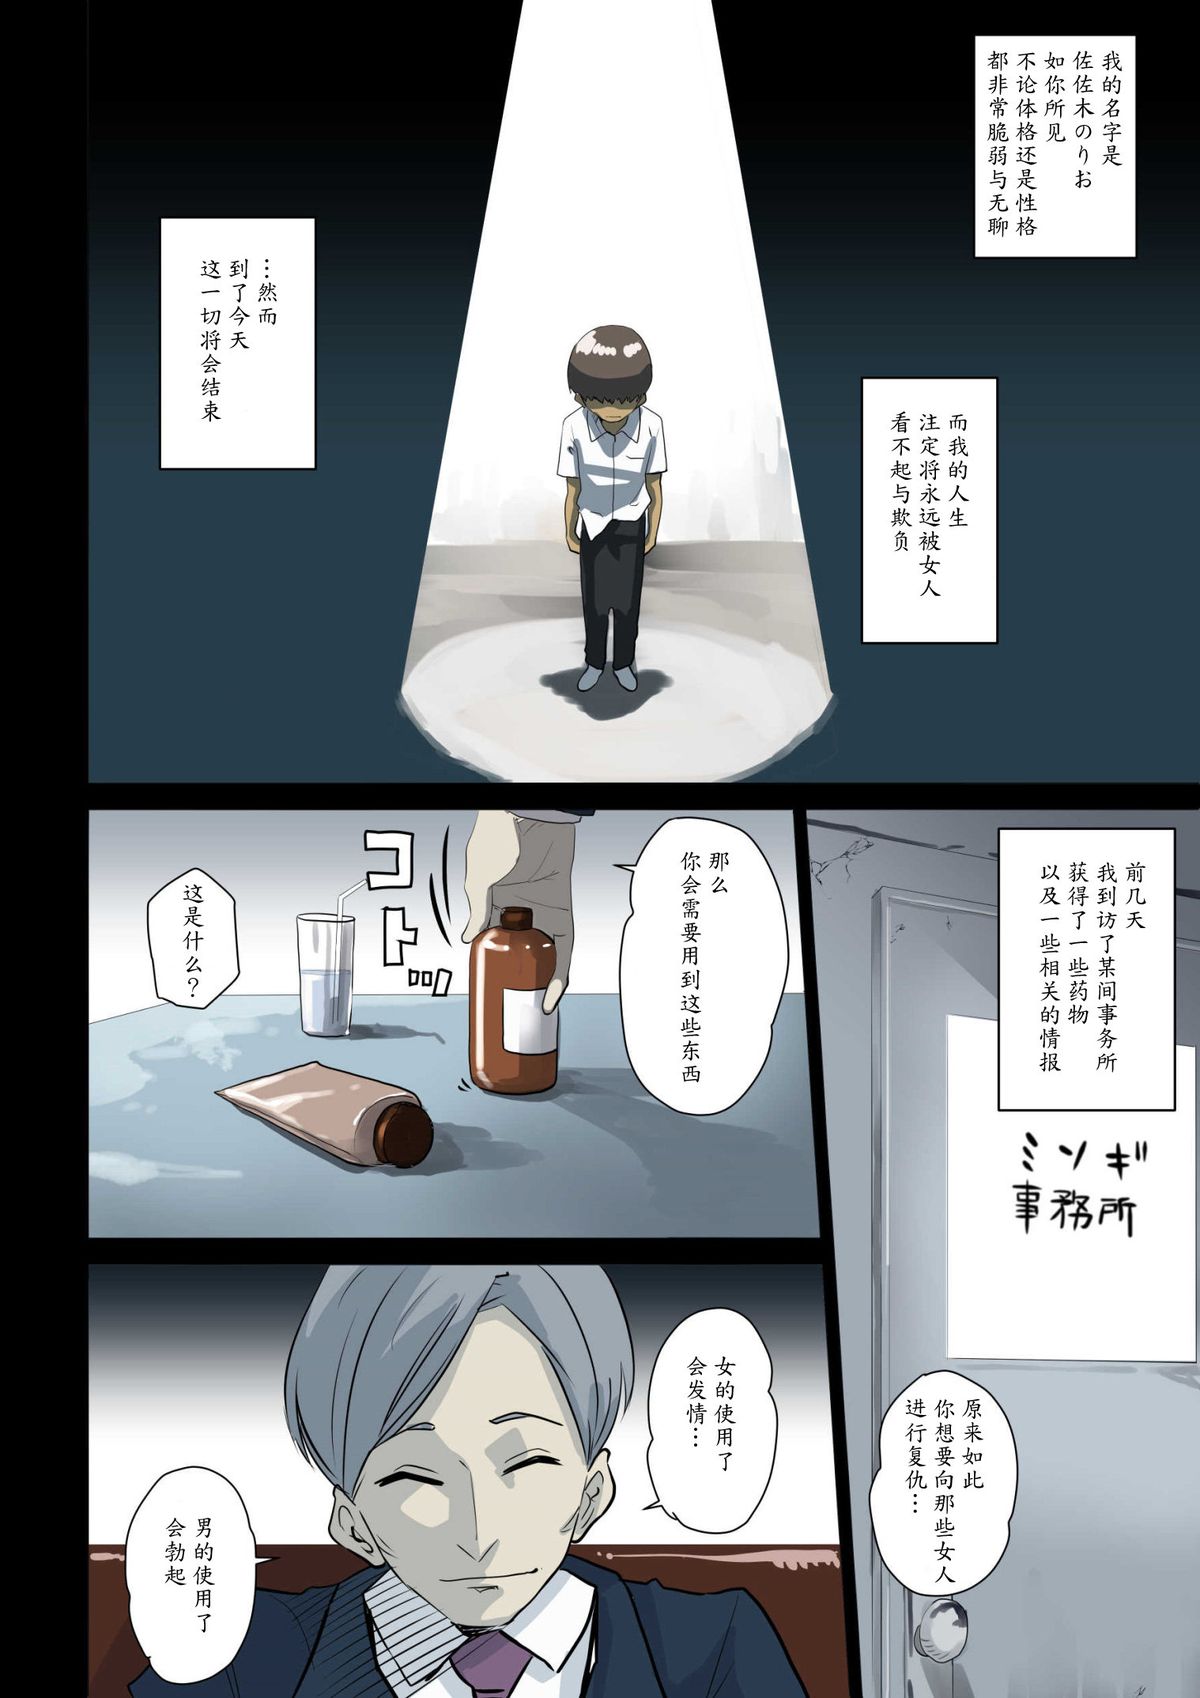 我的名字是
佐佐木のりお
如你所见
不论体格还是性格
都非常脆弱与无聊
而我的人生
注定将永远被女人
看不起与欺负
…然而
到了今天
这一切将会结束
前几天
我到访了某间事务所
获得了一些药物
以及一些相关的情报
ミソギ
事務所
原来如此
你想要向那些女人
进行复仇…
那么
你会需要用到这些东西
コトッ
这是什么？
女的使用了
会发情…
男的使用了
会勃起